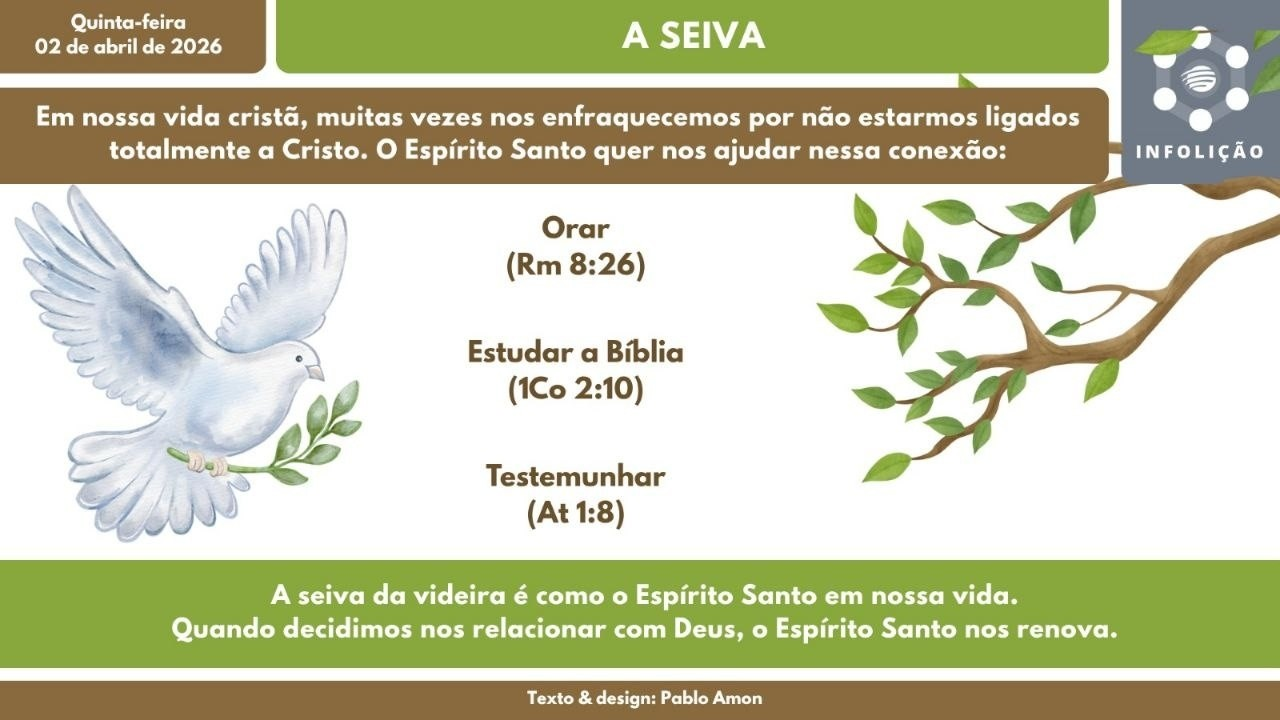 Quinta-feira
02 de abril de 2026
A SEIVA
INFOLIÇÃO
Em nossa vida cristã, muitas vezes nos enfraquecemos por não estarmos ligados
totalmente a Cristo. O Espírito Santo quer nos ajudar nessa conexão:
Orar
(Rm 8:26)
Estudar a Bíblia
(1Co 2:10)
Testemunhar
(At 1:8)
A seiva da videira é como o Espírito Santo em nossa vida.
Quando decidimos nos relacionar com Deus, o Espírito Santo nos renova.
Texto & design: Pablo Amon